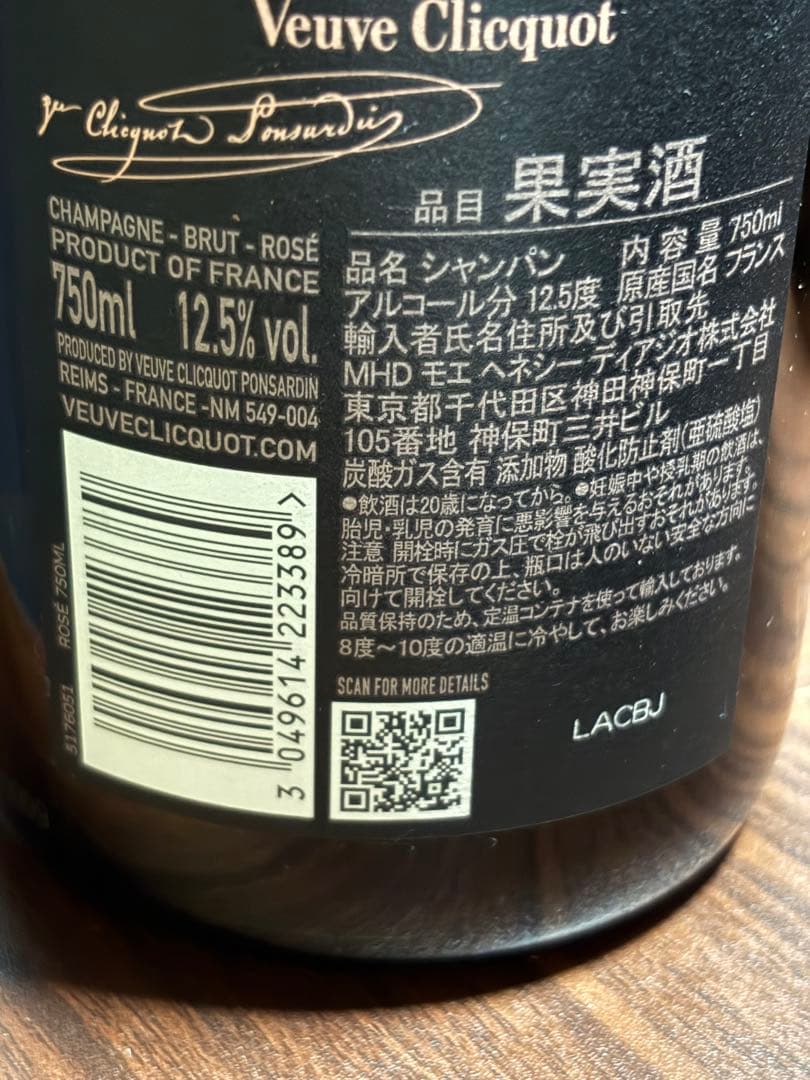 Veuve Clicquot
Clicquot Ponsardin
品目 果実酒
CHAMPAGNE - BRUT - ROSÉ
PRODUCT OF FRANCE
750ml 12.5% vol.
PRODUCED BY VEUVE CLICQUOT PONSARDIN
REIMS - FRANCE -NM 549-004
VEUVECLICQUOT.COM
品名 シャンパン 内容量 750ml
アルコール分 12.5度 原産国名 フランス
輸入者氏名住所及び引取先
MHD モエ ヘネシー ディアジオ株式会社
東京都千代田区神田神保町一丁目
105番地 神保町三井ビル
炭酸ガス含有 添加物 酸化防止剤(亜硫酸塩)
●飲酒は20歳になってから。●妊娠中や授乳期の飲酒は、
胎児・乳児の発育に悪影響を与えるおそれがあります。
注意 開栓時にガス圧で栓が飛び出すおそれがあります。
冷暗所で保存の上、瓶口は人のいない安全な方向に
向けて開栓してください。
品質保持のため、定温コンテナを使って輸入しております。
8度〜10度の適温に冷やして、お楽しみください。
3176051 ROSÉ 750ML
3 049614 223389 >
SCAN FOR MORE DETAILS
LACBJ